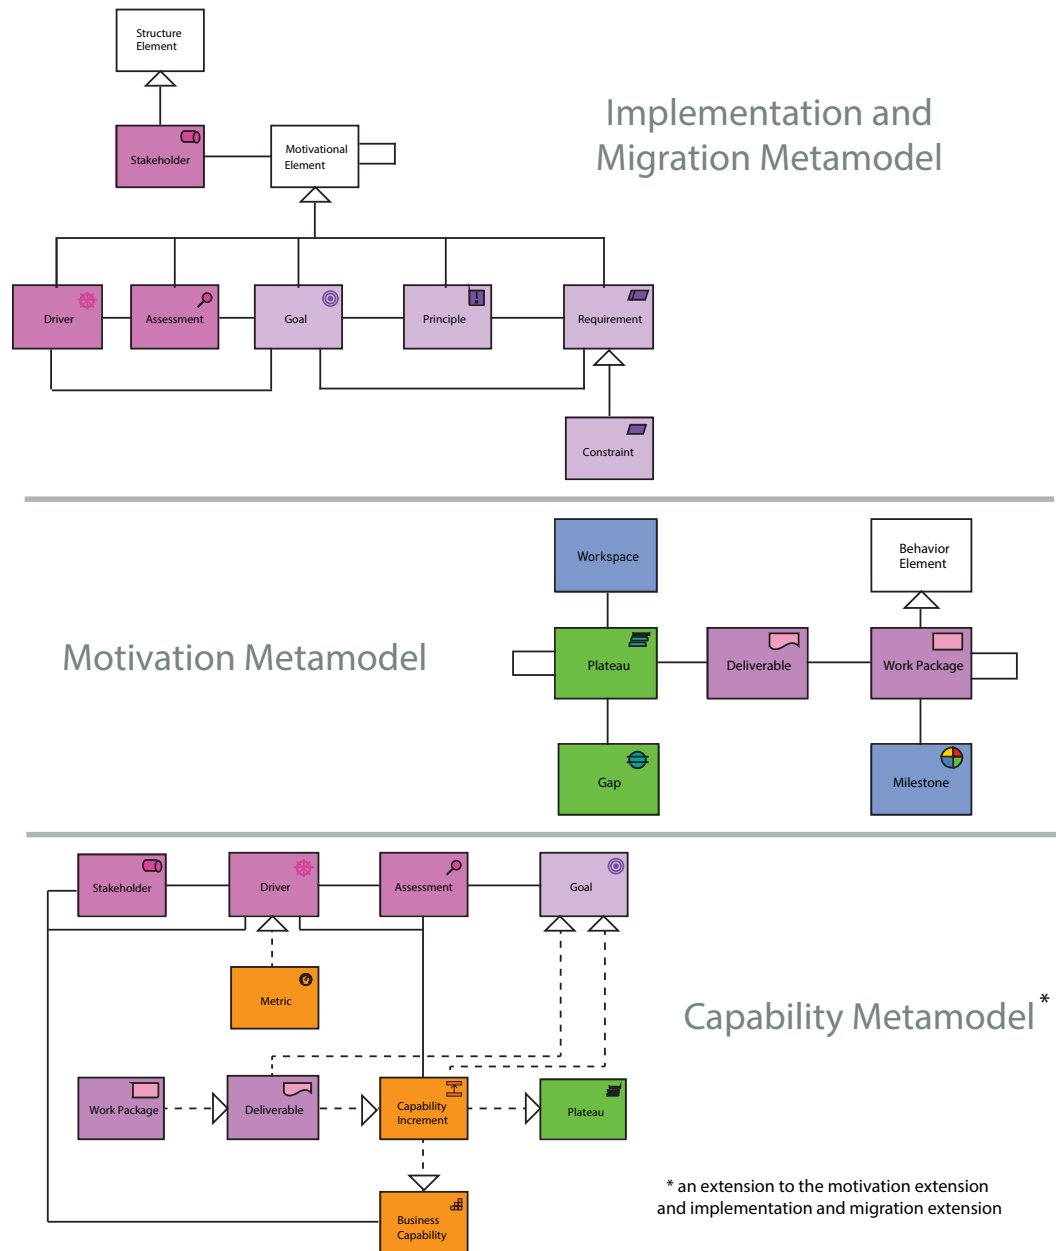 Structure
Element
Implementation and
Migration Metamodel
Stakeholder
Motivational
Element
Driver
Assessment
Goal
Principle
Requirement
Constraint
Workspace
Behavior
Element
Motivation Metamodel
Plateau
Deliverable
Work Package
Gap
Milestone
Stakeholder
Driver
Assessment
Goal
Metric
Capability Metamodel*
Work Package
Deliverable
Capability
Increment
Plateau
Business
Capability
* an extension to the motivation extension
and implementation and migration extension